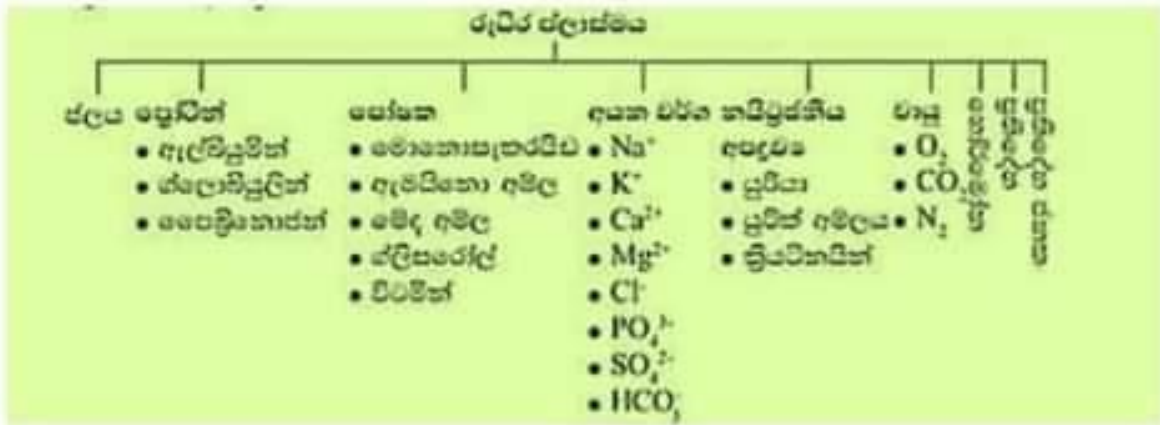 රුධිර ප්ලාස්මය
ජලය
ප්‍රෝටීන්
• ඇල්බියුමින්
• ග්ලොබියුලින්
• ෆයිබ්‍රිනොජන්
පෝෂක
• මොනොසැකරයිඩ
• ඇමයිනො අම්ල
• මේද අම්ල
• ග්ලිසරෝල්
• විටමින්
අයන වර්ග
• Na⁺
• K⁺
• Ca²⁺
• Mg²⁺
• Cl⁻
• PO₄³⁻
• SO₄²⁻
• HCO₃⁻
නයිට්‍රජනීය
අපද්‍රව්‍ය
• යූරියා
• යූරික් අම්ලය
• ක්‍රියටිනයින්
වායු
• O₂
• CO₂
• N₂